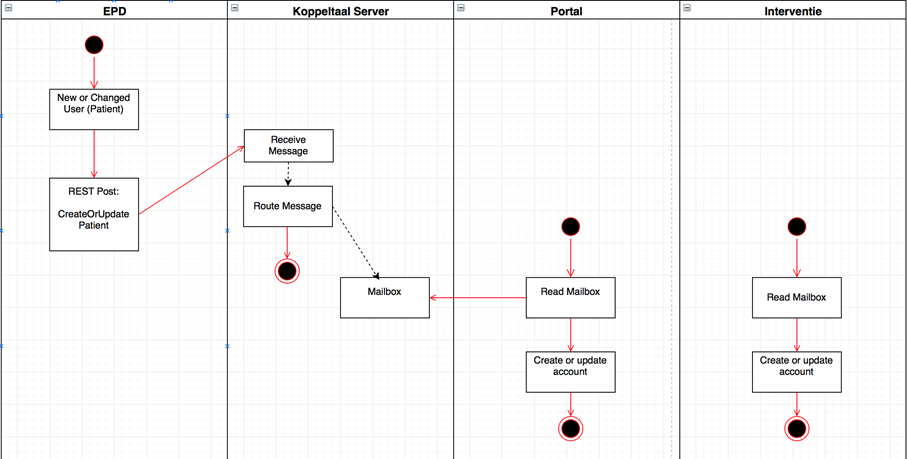 EPD
Koppeltaal Server
Portal
Interventie
New or Changed
User (Patient)
REST Post:
CreateOrUpdate
Patient
Receive
Message
Route Message
Mailbox
Read Mailbox
Create or update
account
Read Mailbox
Create or update
account